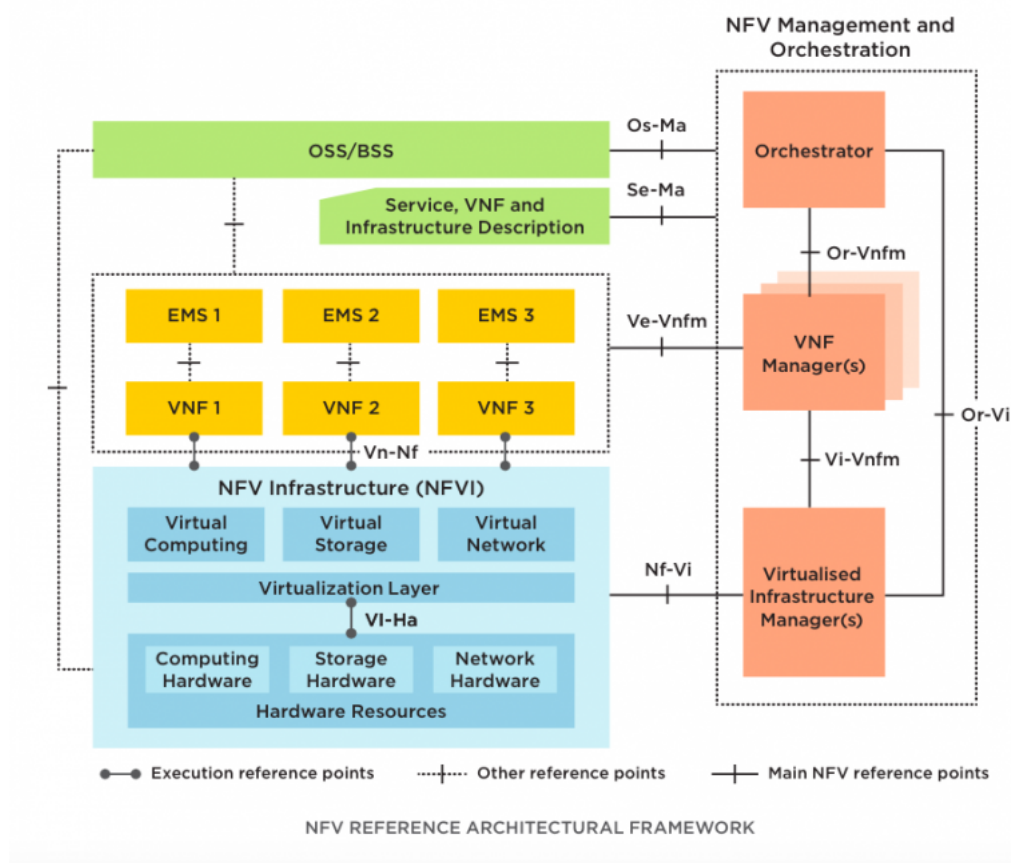 NFV Management and
Orchestration
OSS/BSS
Os-Ma
Orchestrator
Service, VNF and
Infrastructure Description
Se-Ma
Or-Vnfm
EMS 1
EMS 2
EMS 3
Ve-Vnfm
VNF
Manager(s)
VNF 1
VNF 2
VNF 3
Or-Vi
Vn-Nf
Vi-Vnfm
NFV Infrastructure (NFVI)
Virtual
Computing
Virtual
Storage
Virtual
Network
Nf-Vi
Virtualised
Infrastructure
Manager(s)
Virtualization Layer
VI-Ha
Computing
Hardware
Storage
Hardware
Network
Hardware
Hardware Resources
Execution reference points
Other reference points
Main NFV reference points
NFV REFERENCE ARCHITECTURAL FRAMEWORK